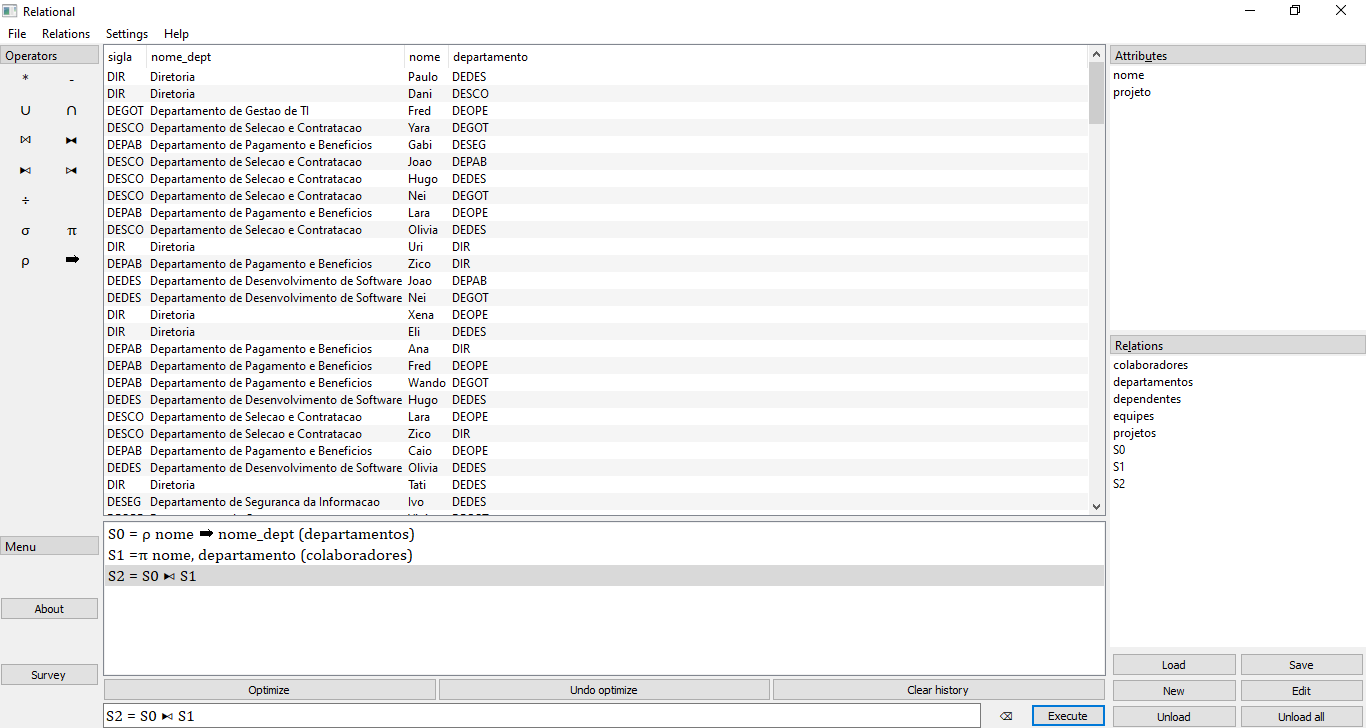 Relational
File Relations Settings Help
Operators
* -
∪ ∩
⋈ ⧓
⧑ ⧒
÷
σ π
ρ ➡
Menu
About
Survey
sigla nome_dept nome departamento
DIR Diretoria Paulo DEDES
DIR Diretoria Dani DESCO
DEGOT Departamento de Gestao de TI Fred DEOPE
DESCO Departamento de Selecao e Contratacao Yara DEGOT
DEPAB Departamento de Pagamento e Beneficios Gabi DESEG
DESCO Departamento de Selecao e Contratacao Joao DEPAB
DESCO Departamento de Selecao e Contratacao Hugo DEDES
DESCO Departamento de Selecao e Contratacao Nei DEGOT
DEPAB Departamento de Pagamento e Beneficios Lara DEOPE
DESCO Departamento de Selecao e Contratacao Olivia DEDES
DIR Diretoria Uri DIR
DEPAB Departamento de Pagamento e Beneficios Zico DIR
DEDES Departamento de Desenvolvimento de Software Joao DEPAB
DEDES Departamento de Desenvolvimento de Software Nei DEGOT
DIR Diretoria Xena DEOPE
DIR Diretoria Eli DEDES
DEPAB Departamento de Pagamento e Beneficios Ana DIR
DEPAB Departamento de Pagamento e Beneficios Fred DEOPE
DEPAB Departamento de Pagamento e Beneficios Wando DEGOT
DEDES Departamento de Desenvolvimento de Software Hugo DEDES
DESCO Departamento de Selecao e Contratacao Lara DEOPE
DESCO Departamento de Selecao e Contratacao Zico DIR
DEPAB Departamento de Pagamento e Beneficios Caio DEOPE
DEDES Departamento de Desenvolvimento de Software Olivia DEDES
DIR Diretoria Tati DEDES
DESEG Departamento de Seguranca da Informacao Ivo DEDES
S0 = ρ nome ➡ nome_dept (departamentos)
S1 =π nome, departamento (colaboradores)
S2 = S0 ⧑ S1
Optimize Undo optimize Clear history
S2 = S0 ⧑ S1
⌫ Execute
Attributes
nome
projeto
Relations
colaboradores
departamentos
dependentes
equipes
projetos
S0
S1
S2
Load Save
New Edit
Unload Unload all